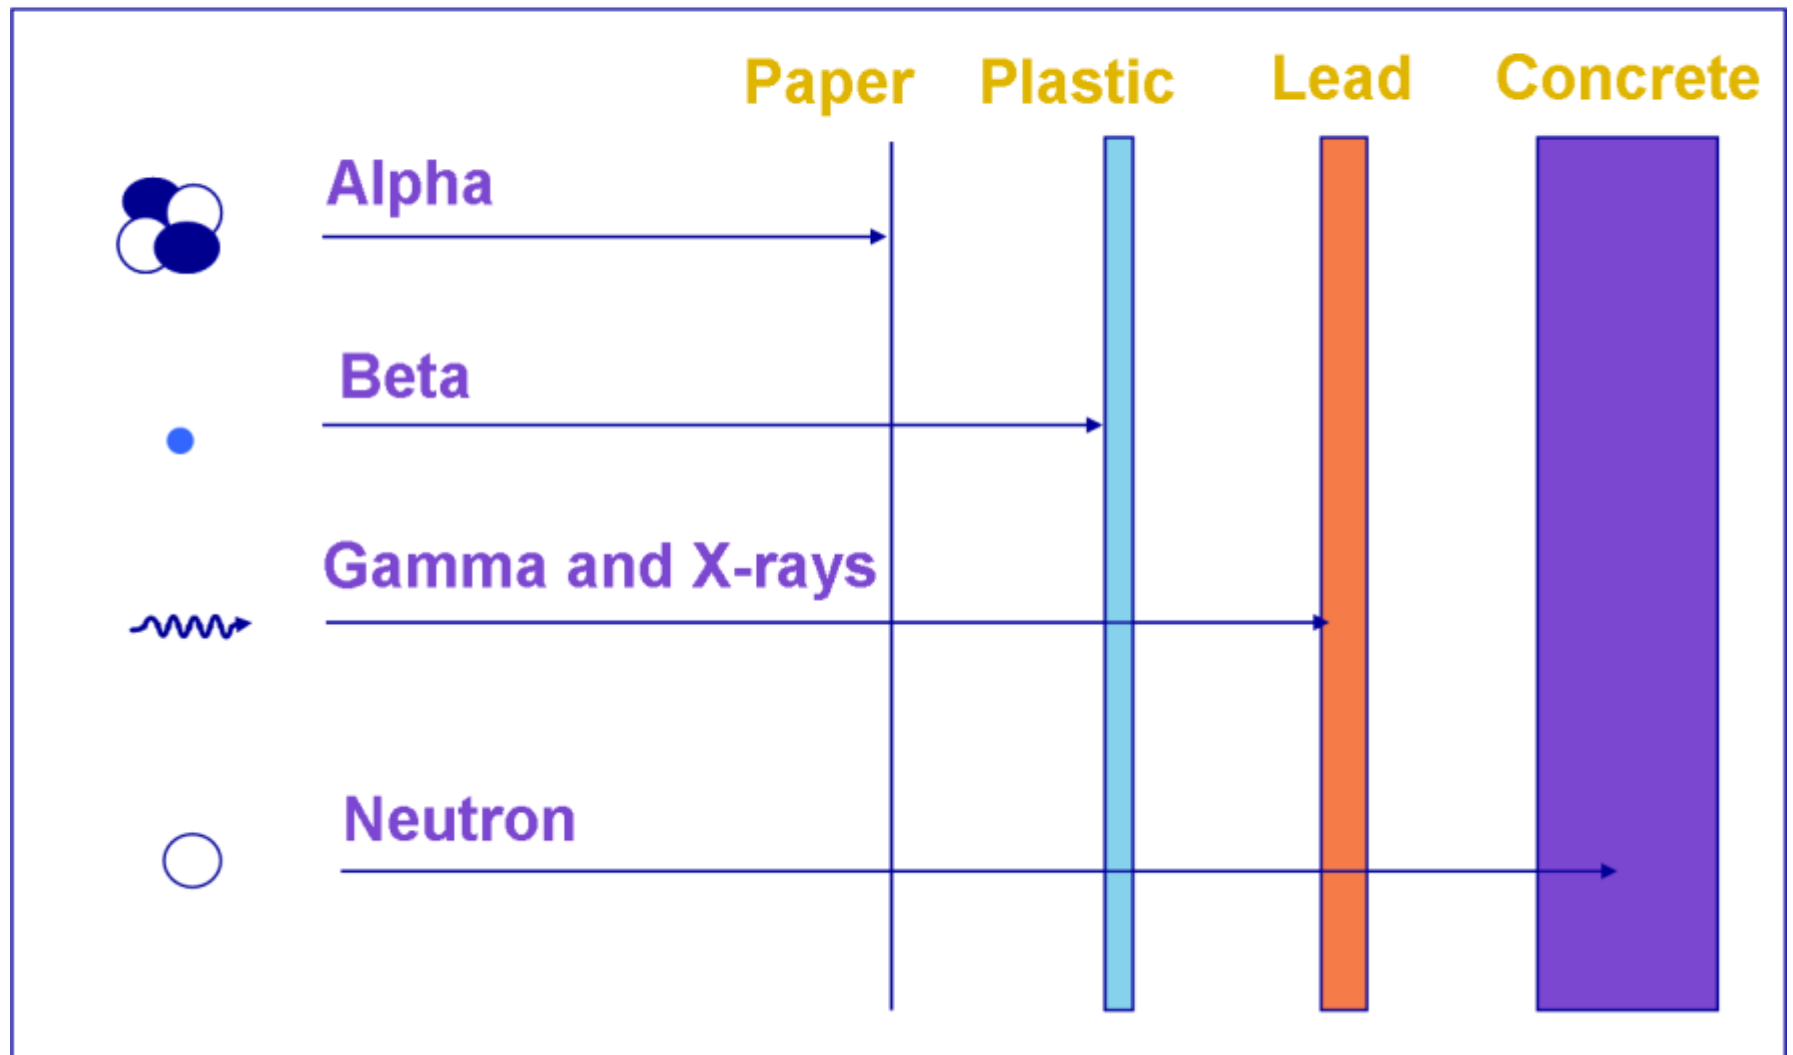 Paper Plastic Lead Concrete
Alpha
Beta
Gamma and X-rays
Neutron